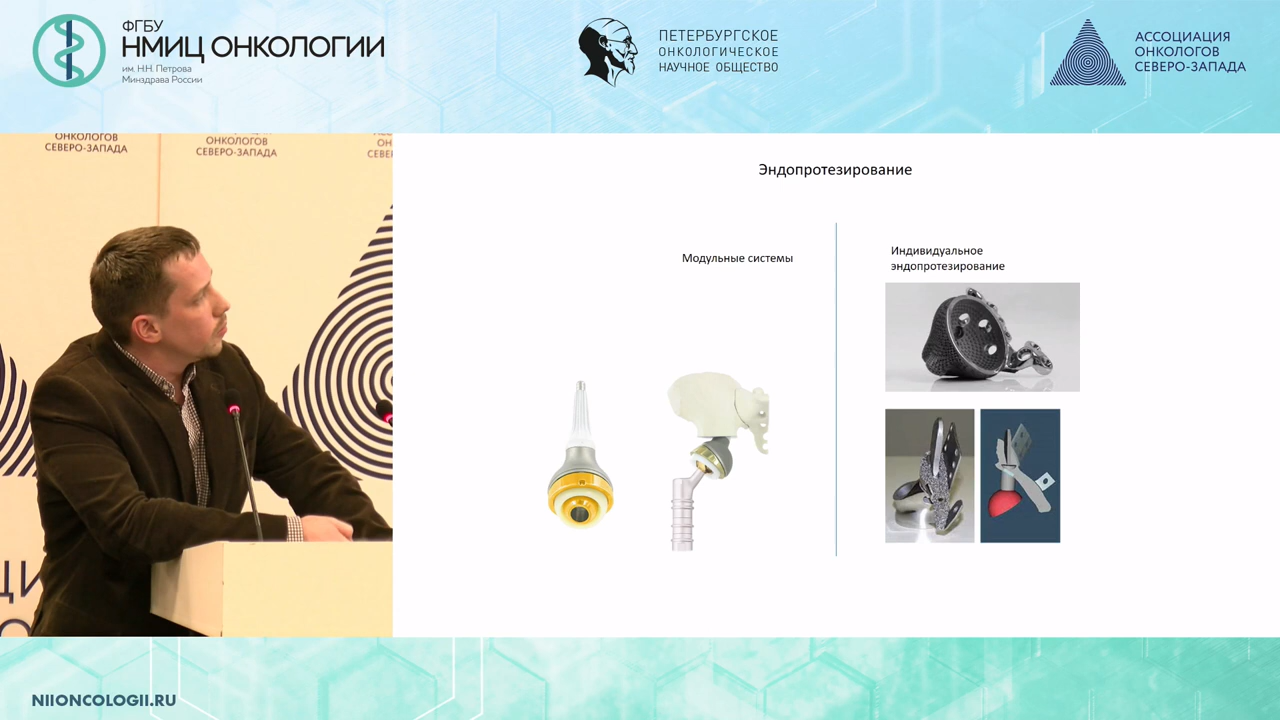 ФГБУ
НМИЦ ОНКОЛОГИИ
им. Н.Н. Петрова
Минздрава России
ПЕТЕРБУРГСКОЕ
ОНКОЛОГИЧЕСКОЕ
НАУЧНОЕ ОБЩЕСТВО
АССОЦИАЦИЯ
ОНКОЛОГОВ
СЕВЕРО-ЗАПАДА
ОНКОЛОГОВ
СЕВЕРО-ЗАПАДА
ОНКОЛОГОВ
СЕВЕРО-ЗАПАДА
Эндопротезирование
Модульные системы
Индивидуальное
эндопротезирование
NIIONCOLOGII.RU